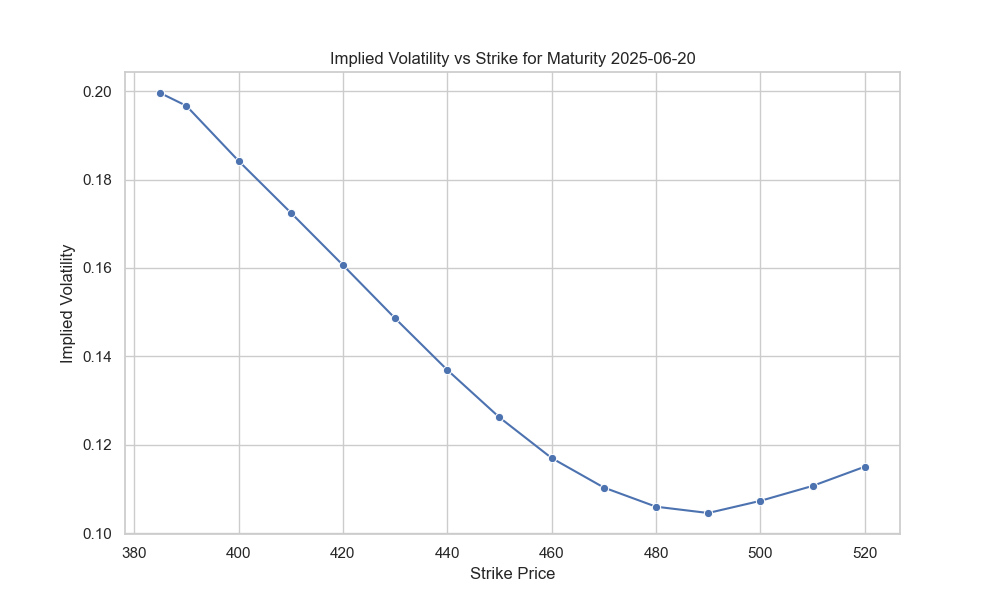 Implied Volatility vs Strike for Maturity 2025-06-20
Implied Volatility
0.20
0.18
0.16
0.14
0.12
0.10
380 400 420 440 460 480 500 520
Strike Price